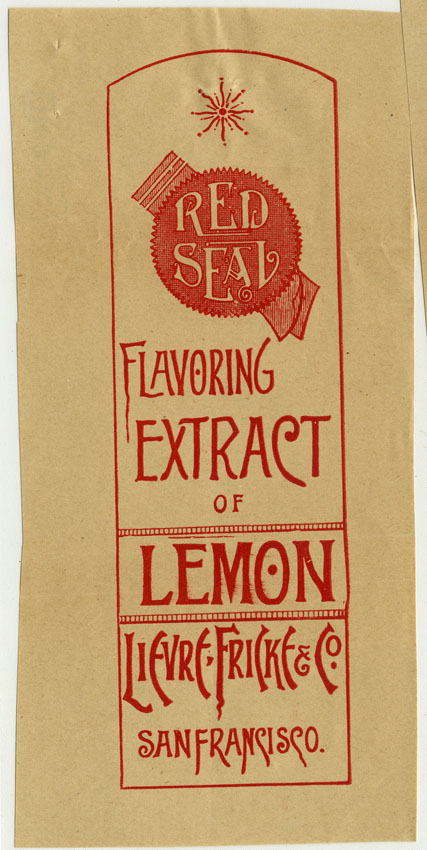 RED
SEAL
FLAVORING
EXTRACT
OF
LEMON
LIEVRE, FRICKE & CO.
SAN FRANCISCO.